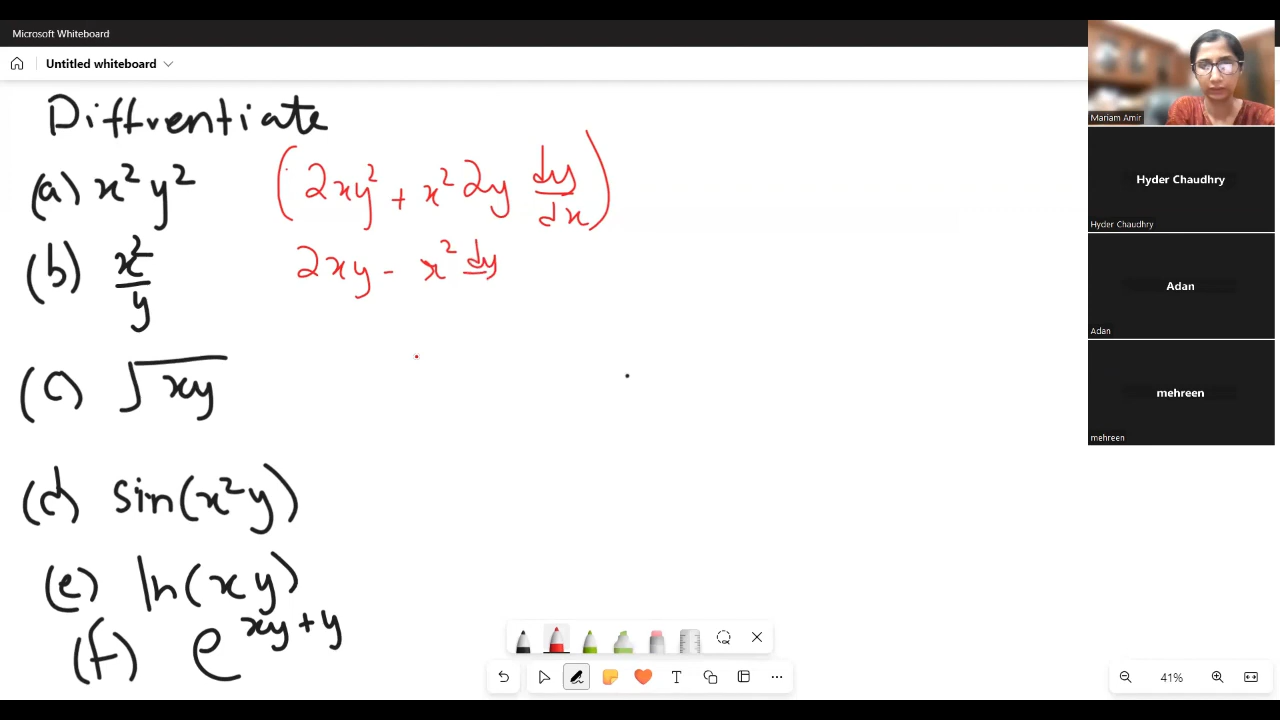 Microsoft Whiteboard
Untitled whiteboard
Diffrentiate
(a) x²y² (2xy² + x²2y dy/dx)
(b) x²/y 2xy - x² dy
(c) √xy
(d) sin(x²y)
(e) ln(xy)
(f) e^xy+y
Mariam Amir
Hyder Chaudhry
Hyder Chaudhry
Adan
Adan
mehreen
mehreen
T
41%